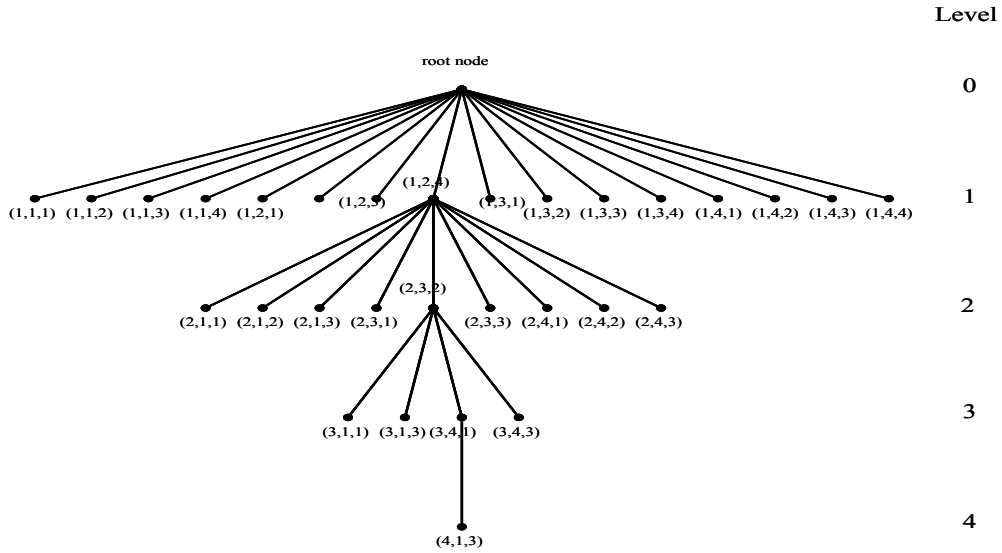 Level
root node
0
(1,2,4)
1
(1,1,1) (1,1,2) (1,1,3) (1,1,4) (1,2,1) (1,2,3) (1,3,1) (1,3,2) (1,3,3) (1,3,4) (1,4,1) (1,4,2) (1,4,3) (1,4,4)
(2,3,2)
2
(2,1,1) (2,1,2) (2,1,3) (2,3,1) (2,3,3) (2,4,1) (2,4,2) (2,4,3)
3
(3,1,1) (3,1,3) (3,4,1) (3,4,3)
4
(4,1,3)